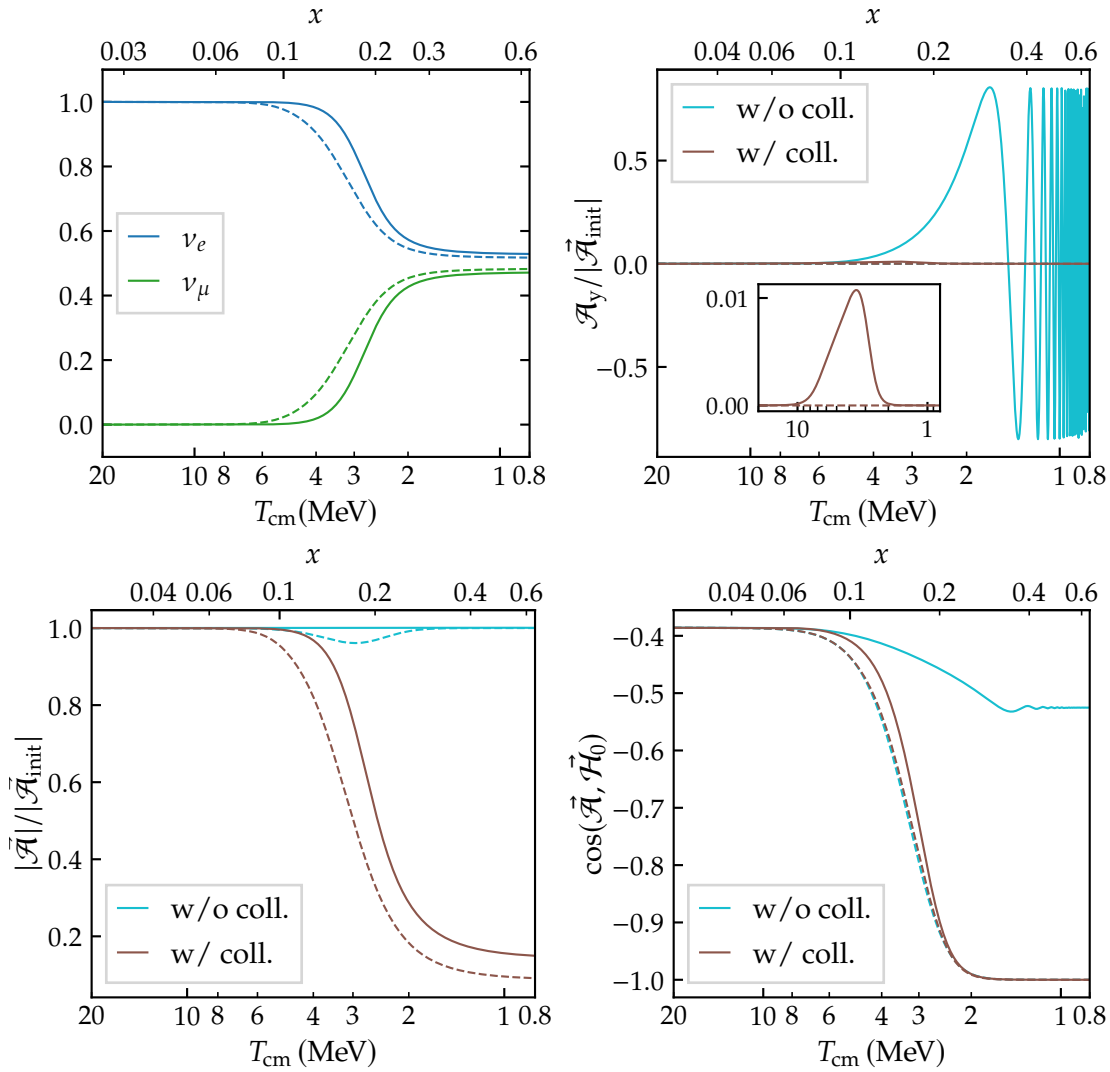 x
0.03 0.06 0.1 0.2 0.3 0.6
1.0
0.8
0.6
0.4
0.2
0.0
ν_e
ν_μ
20 10 8 6 4 3 2 1 0.8
T_cm(MeV)
x
0.04 0.06 0.1 0.2 0.4 0.6
𝒜_y/|𝒜⃗_init|
0.5
0.0
−0.5
w/o coll.
w/ coll.
0.01
0.00
10 1
20 10 8 6 4 3 2 1 0.8
T_cm (MeV)
x
0.04 0.06 0.1 0.2 0.4 0.6
|𝒜⃗|/|𝒜⃗_init|
1.0
0.8
0.6
0.4
0.2
w/o coll.
w/ coll.
20 10 8 6 4 3 2 1 0.8
T_cm (MeV)
x
0.04 0.06 0.1 0.2 0.4 0.6
cos(𝒜⃗, ℋ⃗_0)
−0.4
−0.5
−0.6
−0.7
−0.8
−0.9
−1.0
w/o coll.
w/ coll.
20 10 8 6 4 3 2 1 0.8
T_cm (MeV)